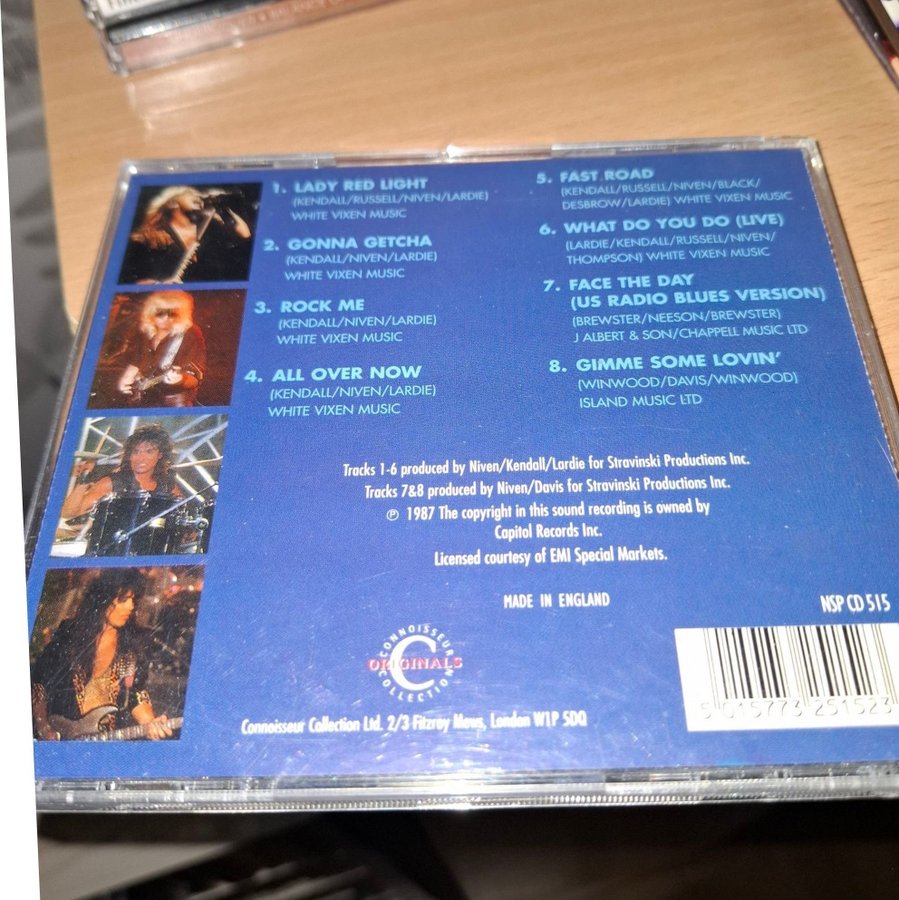 1. LADY RED LIGHT
(KENDALL/RUSSELL/NIVEN/LARDIE)
WHITE VIXEN MUSIC
2. GONNA GETCHA
(KENDALL/NIVEN/LARDIE)
WHITE VIXEN MUSIC
3. ROCK ME
(KENDALL/NIVEN/LARDIE)
WHITE VIXEN MUSIC
4. ALL OVER NOW
(KENDALL/NIVEN/LARDIE)
WHITE VIXEN MUSIC
5. FAST ROAD
(KENDALL/RUSSELL/NIVEN/BLACK/
DESBROW/LARDIE) WHITE VIXEN MUSIC
6. WHAT DO YOU DO (LIVE)
(LARDIE/KENDALL/RUSSELL/NIVEN/
THOMPSON) WHITE VIXEN MUSIC
7. FACE THE DAY
(US RADIO BLUES VERSION)
(BREWSTER/NEESON/BREWSTER)
J ALBERT & SON/CHAPPELL MUSIC LTD
8. GIMME SOME LOVIN'
(WINWOOD/DAVIS/WINWOOD)
ISLAND MUSIC LTD
Tracks 1-6 produced by Niven/Kendall/Lardie for Stravinski Productions Inc.
Tracks 7&8 produced by Niven/Davis for Stravinski Productions Inc.
℗ 1987 The copyright in this sound recording is owned by
Capitol Records Inc.
Licensed courtesy of EMI Special Markets.
MADE IN ENGLAND
NSP CD 515
CONNOISSEUR
C
ORIGINALS
COLLECTION
Connoisseur Collection Ltd. 2/3 Fitzroy Mews, London W1P 5DQ
5 015773 251523